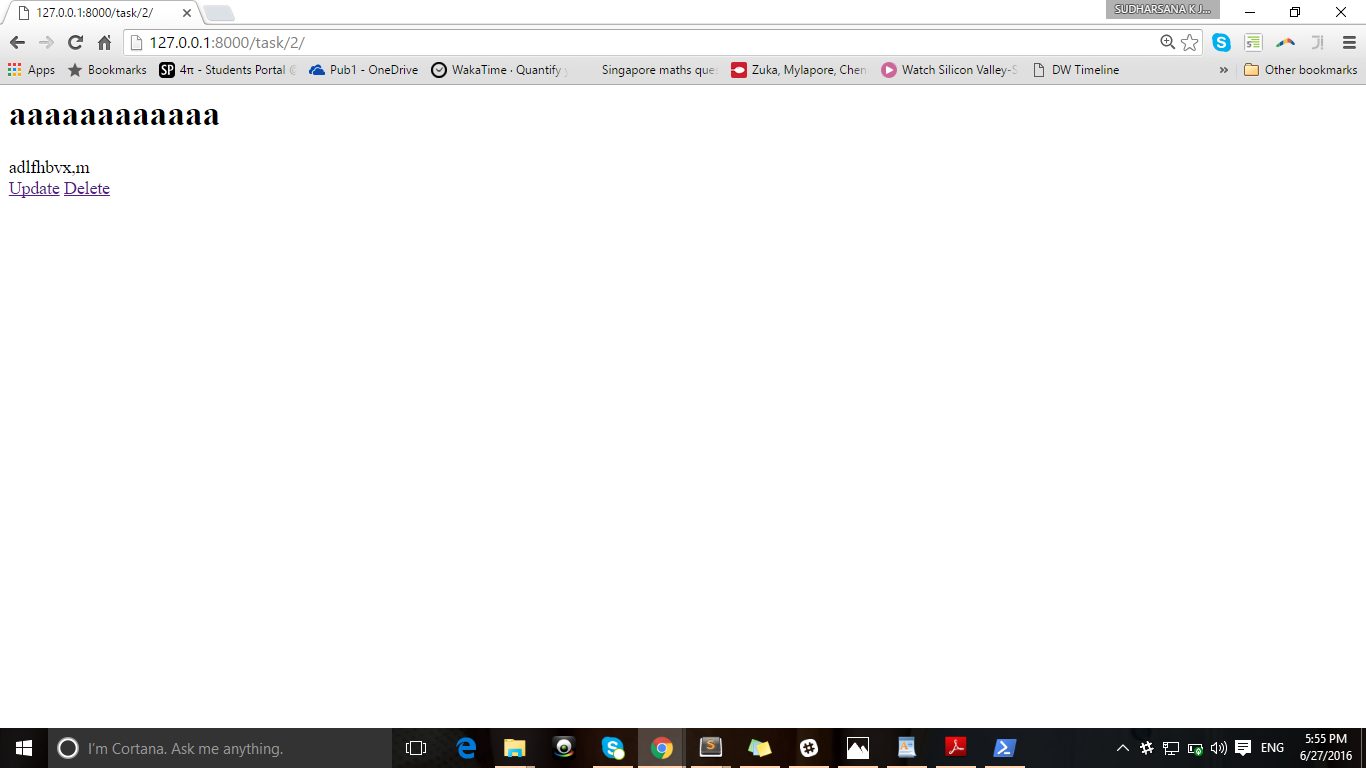 127.0.0.1:8000/task/2/
SUDHARSANA K J...
127.0.0.1:8000/task/2/
Apps Bookmarks SP 4π - Students Portal Pub1 - OneDrive WakaTime · Quantify Singapore maths que Zuka, Mylapore, Chen Watch Silicon Valley-S DW Timeline » Other bookmarks
aaaaaaaaaaaa
adlfhbvx,m
Update Delete
I'm Cortana. Ask me anything.
ENG
5:55 PM
6/27/2016